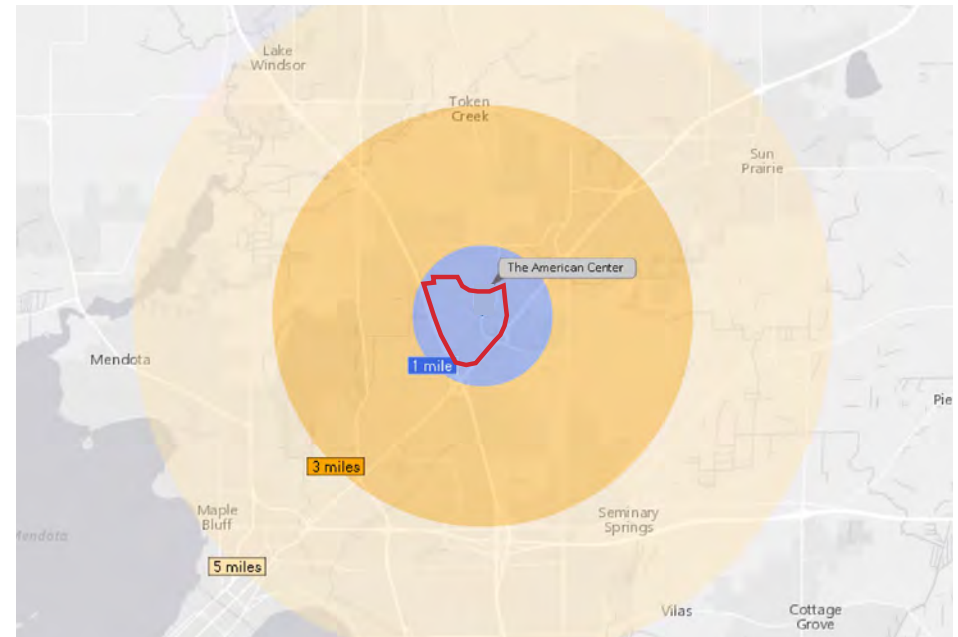 Lake
Windsor
Token
Creek
Sun
Prairie
The American Center
Mendota
1 mile
Pie
3 miles
Maple
Bluff
Seminary
Springs
Mendota
5 miles
Vilas
Cottage
Grove